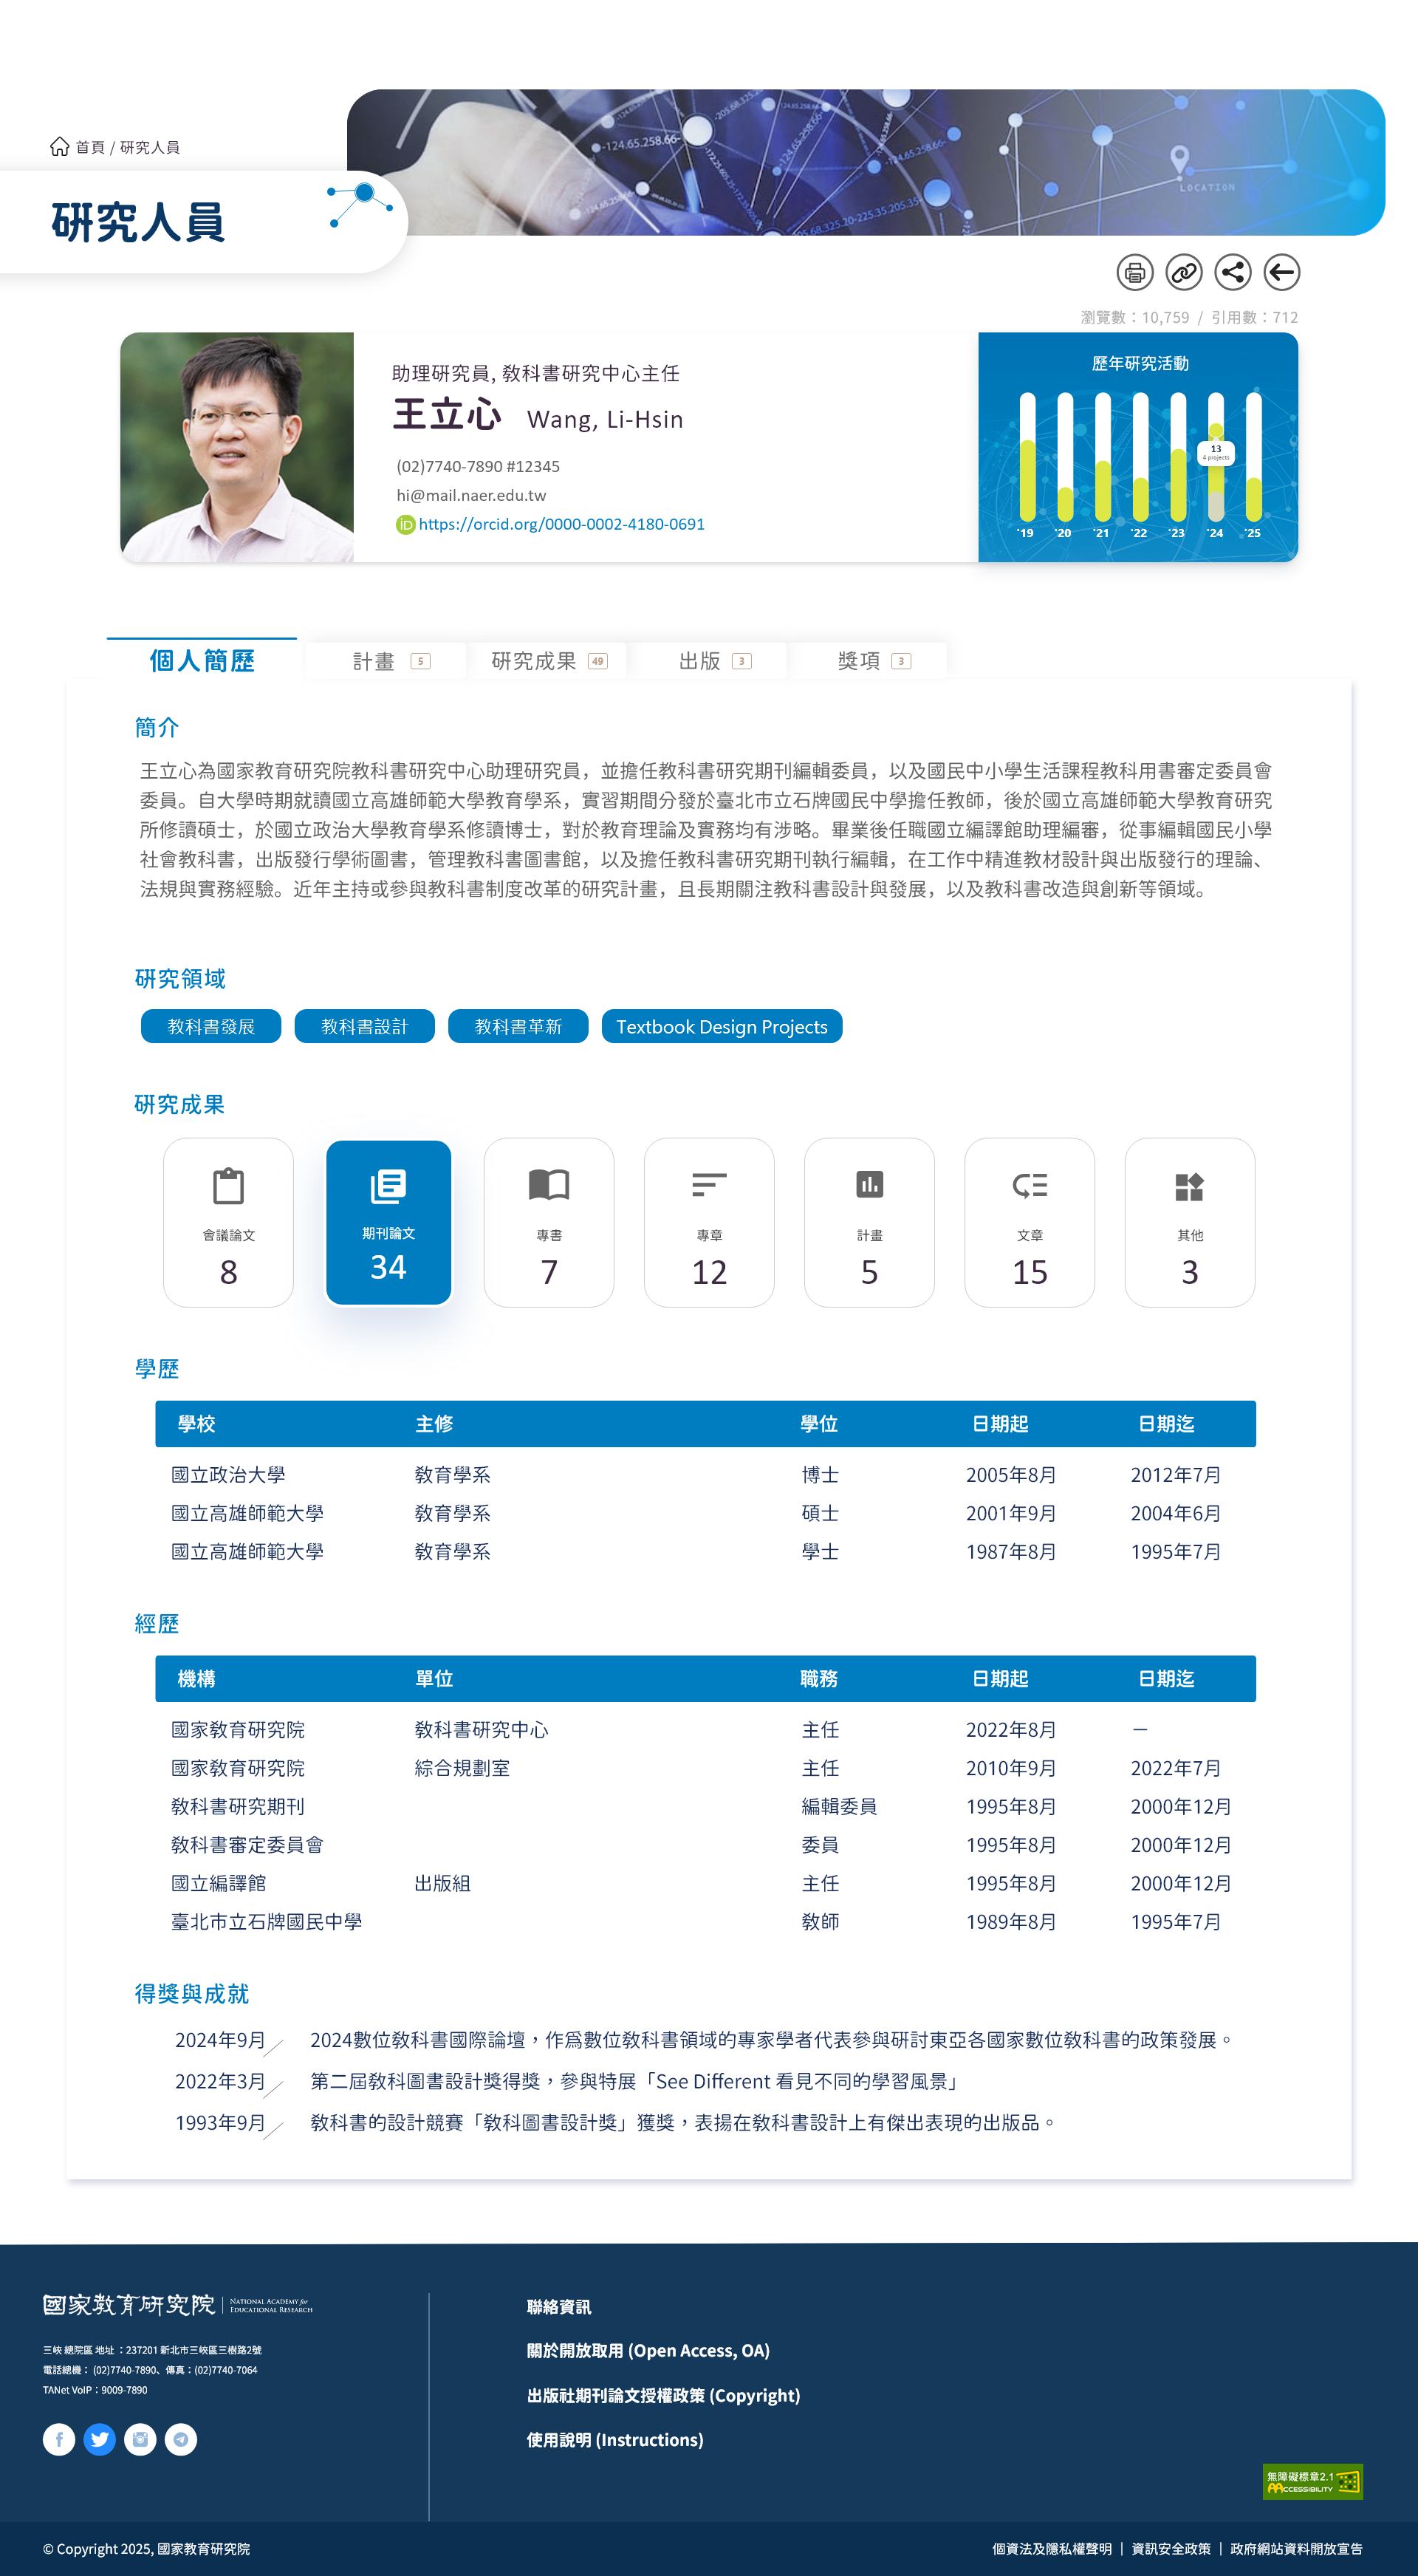 首頁 / 研究人員
研究人員
124.65.258.66
LOCATION
瀏覽數：10,759 / 引用數：712
助理研究員, 教科書研究中心主任
王立心 Wang, Li-Hsin
(02)7740-7890 #12345
hi@mail.naer.edu.tw
iD https://orcid.org/0000-0002-4180-0691
歷年研究活動
13
4 projects
'19 '20 '21 '22 '23 '24 '25
個人簡歷 計畫 5 研究成果 49 出版 3 獎項 3
簡介
王立心為國家教育研究院教科書研究中心助理研究員，並擔任教科書研究期刊編輯委員，以及國民中小學生活課程教科用書審定委員會
委員。自大學時期就讀國立高雄師範大學教育學系，實習期間分發於臺北市立石牌國民中學擔任教師，後於國立高雄師範大學教育研究
所修讀碩士，於國立政治大學教育學系修讀博士，對於教育理論及實務均有涉略。畢業後任職國立編譯館助理編審，從事編輯國民小學
社會教科書，出版發行學術圖書，管理教科書圖書館，以及擔任教科書研究期刊執行編輯，在工作中精進教材設計與出版發行的理論、
法規與實務經驗。近年主持或參與教科書制度改革的研究計畫，且長期關注教科書設計與發展，以及教科書改造與創新等領域。
研究領域
教科書發展 教科書設計 教科書革新 Textbook Design Projects
研究成果
會議論文 期刊論文 專書 專章 計畫 文章 其他
8 34 7 12 5 15 3
學歷
學校 主修 學位 日期起 日期迄
國立政治大學 教育學系 博士 2005年8月 2012年7月
國立高雄師範大學 教育學系 碩士 2001年9月 2004年6月
國立高雄師範大學 教育學系 學士 1987年8月 1995年7月
經歷
機構 單位 職務 日期起 日期迄
國家教育研究院 教科書研究中心 主任 2022年8月 —
國家教育研究院 綜合規劃室 主任 2010年9月 2022年7月
教科書研究期刊 編輯委員 1995年8月 2000年12月
教科書審定委員會 委員 1995年8月 2000年12月
國立編譯館 出版組 主任 1995年8月 2000年12月
臺北市立石牌國民中學 教師 1989年8月 1995年7月
得獎與成就
2024年9月 2024數位教科書國際論壇，作為數位教科書領域的專家學者代表參與研討東亞各國家數位教科書的政策發展。
2022年3月 第二屆教科圖書設計獎得獎，參與特展「See Different 看見不同的學習風景」
1993年9月 教科書的設計競賽「教科圖書設計獎」獲獎，表揚在教科書設計上有傑出表現的出版品。
國家教育研究院 NATIONAL ACADEMY for
EDUCATIONAL RESEARCH
三峽 總院區 地址 ：237201 新北市三峽區三樹路2號
電話總機： (02)7740-7890、傳真：(02)7740-7064
TANet VoIP：9009-7890
聯絡資訊
關於開放取用 (Open Access, OA)
出版社期刊論文授權政策 (Copyright)
使用說明 (Instructions)
無障礙標章2.1
AACCESSIBILITY
© Copyright 2025, 國家教育研究院
個資法及隱私權聲明 | 資訊安全政策 | 政府網站資料開放宣告